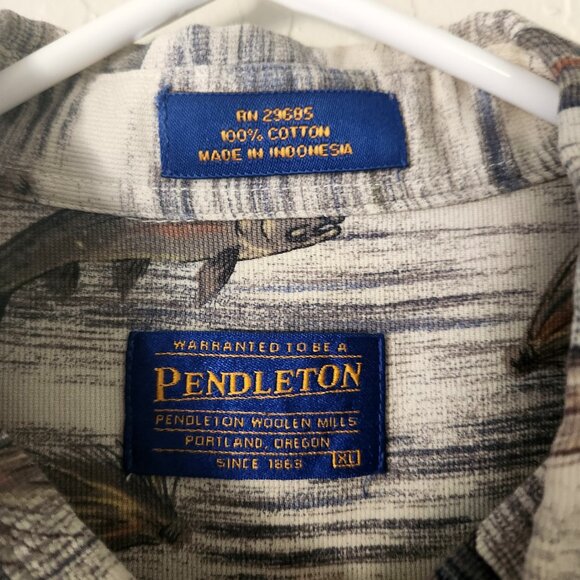 RN 29685
100% COTTON
MADE IN INDONESIA
WARRANTED TO BE A
PENDLETON
PENDLETON WOOLEN MILLS
PORTLAND, OREGON
SINCE 1863 XL